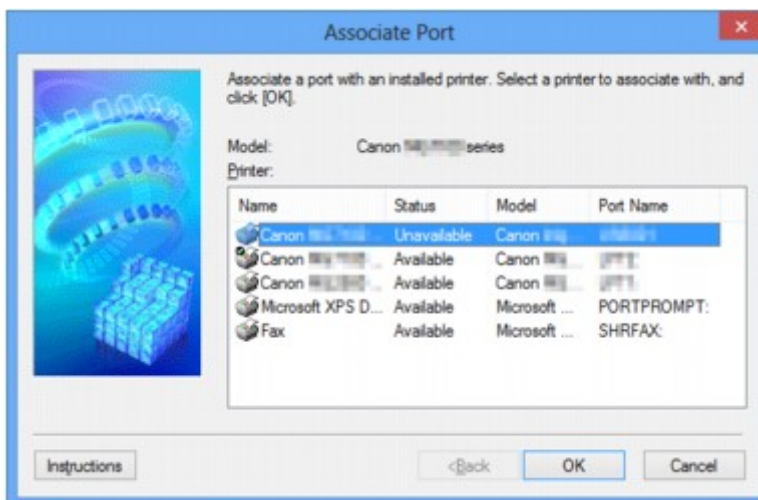 Associate Port
Associate a port with an installed printer. Select a printer to associate with, and
click [OK].
Model: Canon series
Printer:
Name Status Model Port Name
Canon ... Unavailable Canon ...
Canon ... Available Canon ...
Canon ... Available Canon ...
Microsoft XPS D... Available Microsoft ... PORTPROMPT:
Fax Available Microsoft ... SHRFAX:
Instructions <Back OK Cancel